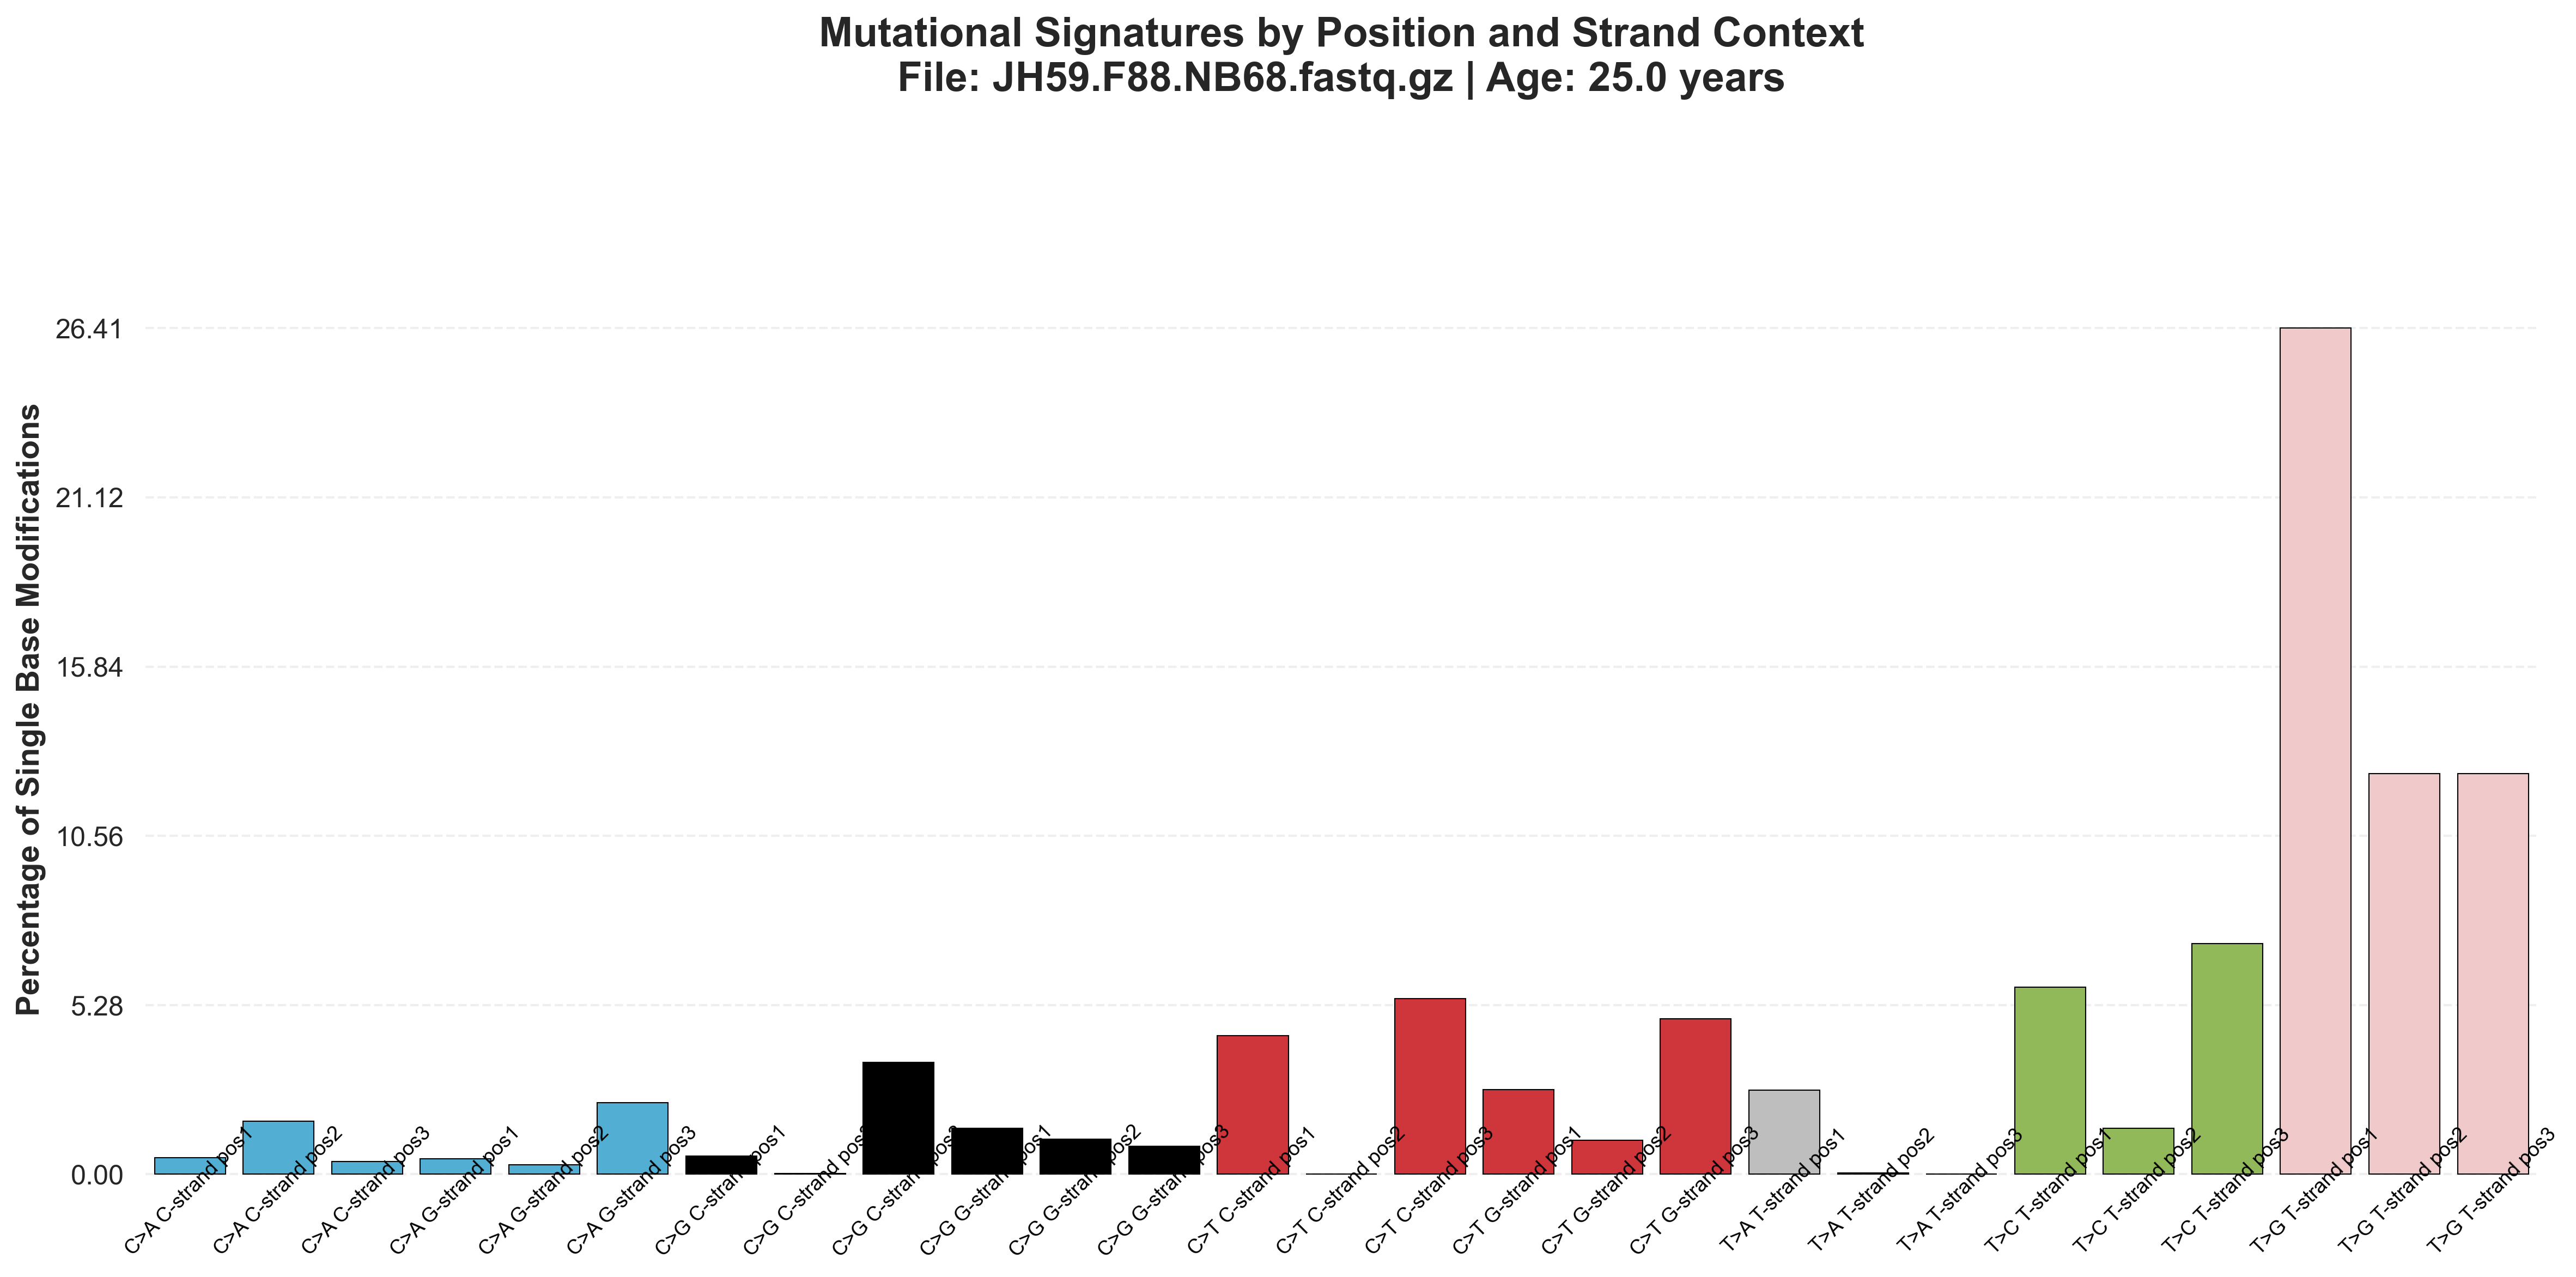 Mutational Signatures by Position and Strand Context
File: JH59.F88.NB68.fastq.gz | Age: 25.0 years
Percentage of Single Base Modifications
26.41
21.12
15.84
10.56
5.28
0.00
C>A C-strand pos1
C>A C-strand pos2
C>A C-strand pos3
C>A G-strand pos1
C>A G-strand pos2
C>A G-strand pos3
C>G C-strand pos1
C>G C-strand pos2
C>G C-strand pos3
C>G G-strand pos1
C>G G-strand pos2
C>G G-strand pos3
C>T C-strand pos1
C>T C-strand pos2
C>T C-strand pos3
C>T G-strand pos1
C>T G-strand pos2
C>T G-strand pos3
T>A T-strand pos1
T>A T-strand pos2
T>A T-strand pos3
T>C T-strand pos1
T>C T-strand pos2
T>C T-strand pos3
T>G T-strand pos1
T>G T-strand pos2
T>G T-strand pos3